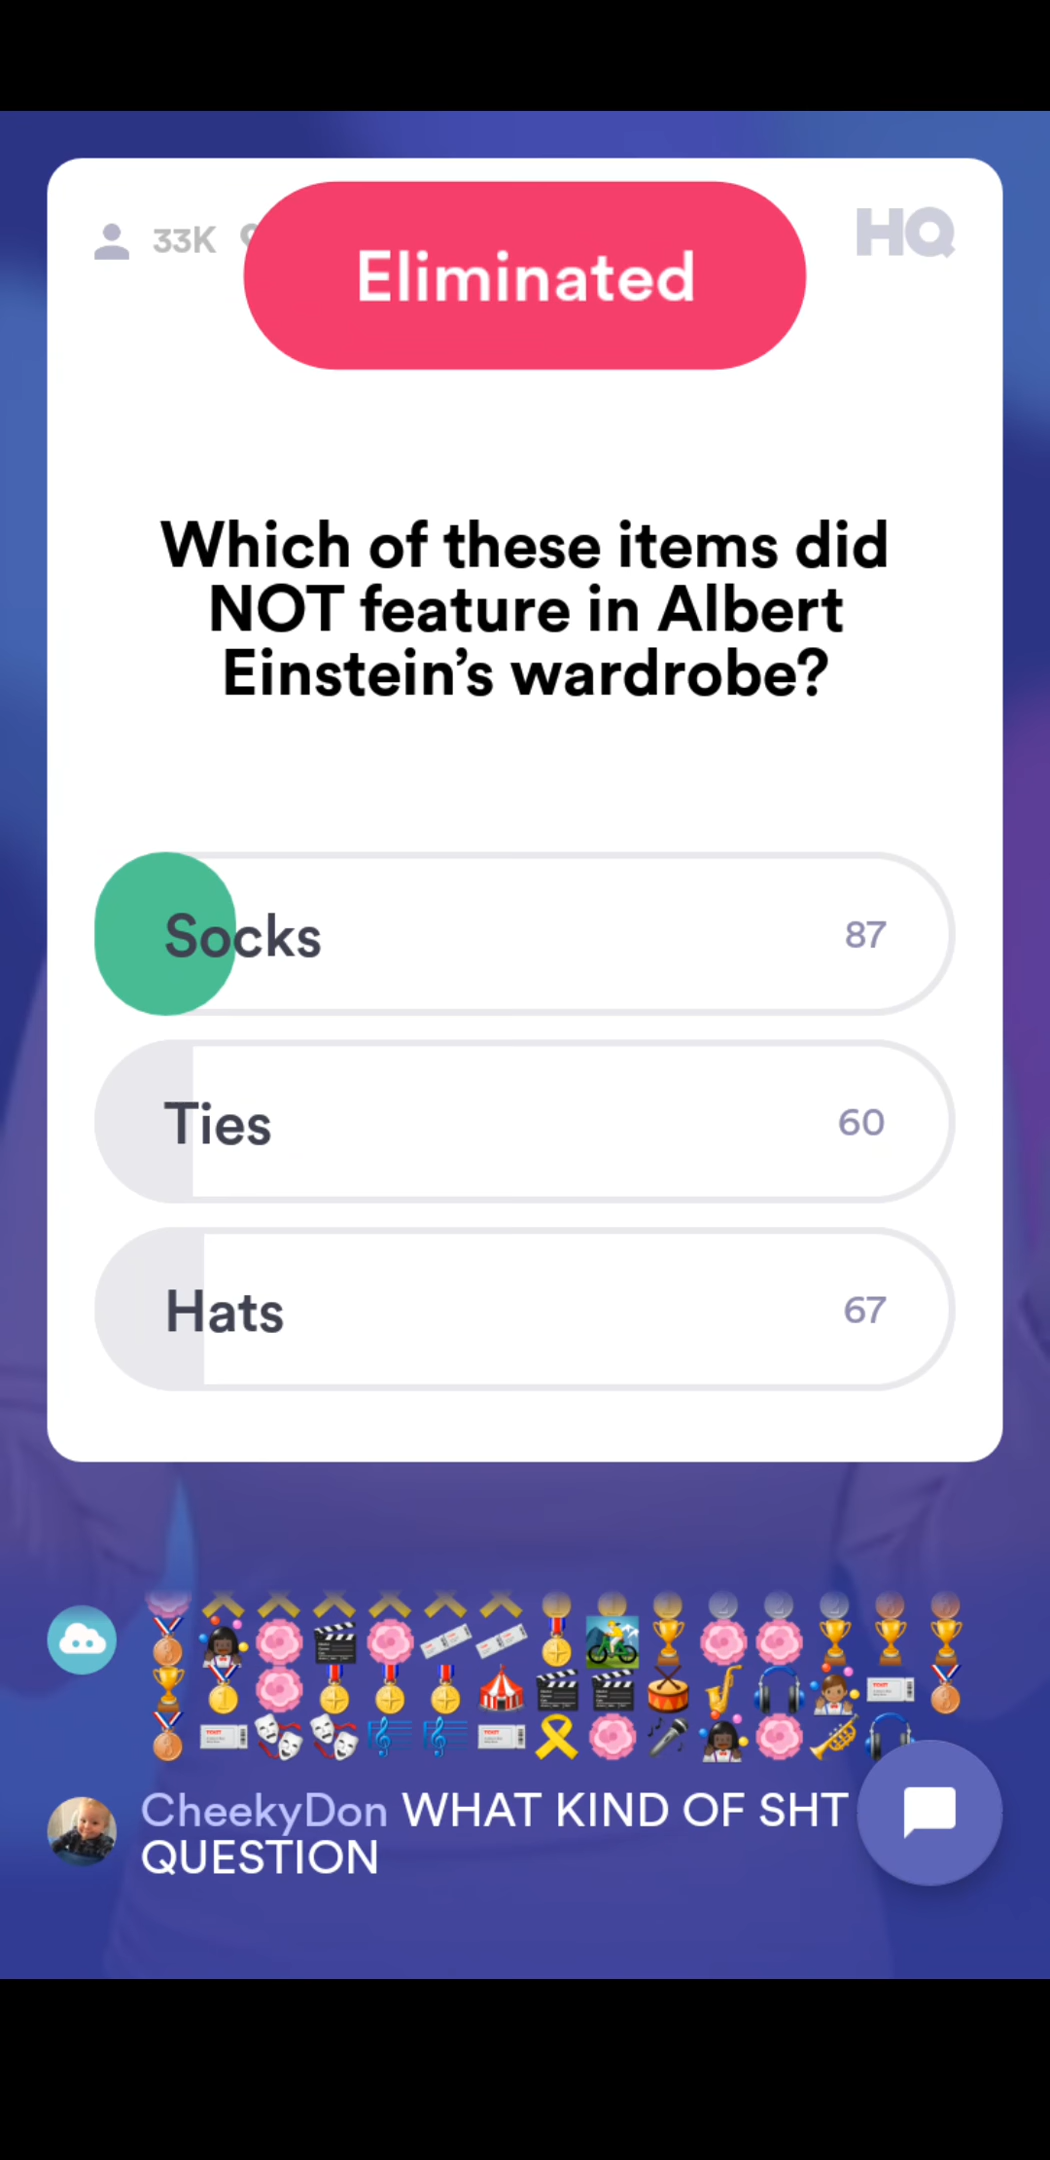 33K
Eliminated
HQ
Which of these items did
NOT feature in Albert
Einstein’s wardrobe?
Socks 87
Ties 60
Hats 67
CheekyDon WHAT KIND OF SHT
QUESTION